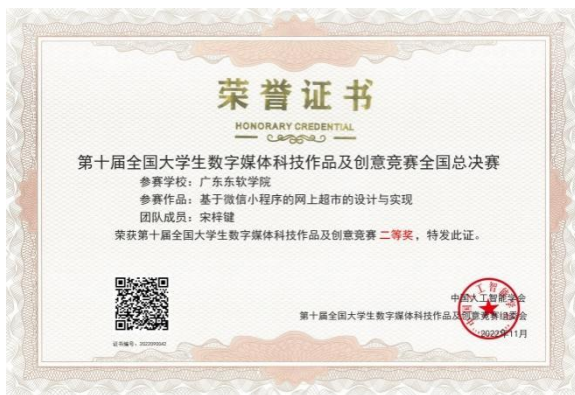 荣誉证书
HONORARY CREDENTIAL
第十届全国大学生数字媒体科技作品及创意竞赛全国总决赛
参赛学校：广东东软学院
参赛作品：基于微信小程序的网上超市的设计与实现
团队成员：宋梓键
荣获第十届全国大学生数字媒体科技作品及创意竞赛 二等奖，特发此证。
中国人工智能学会
第十届全国大学生数字媒体科技作品及创意竞赛组委会
2022年11月